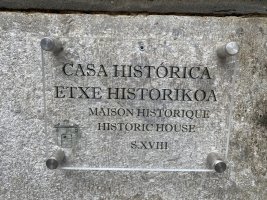 CASA HISTÓRICA
ETXE HISTORIKOA
MAISON HISTORIQUE
HISTORIC HOUSE
S.XVIII